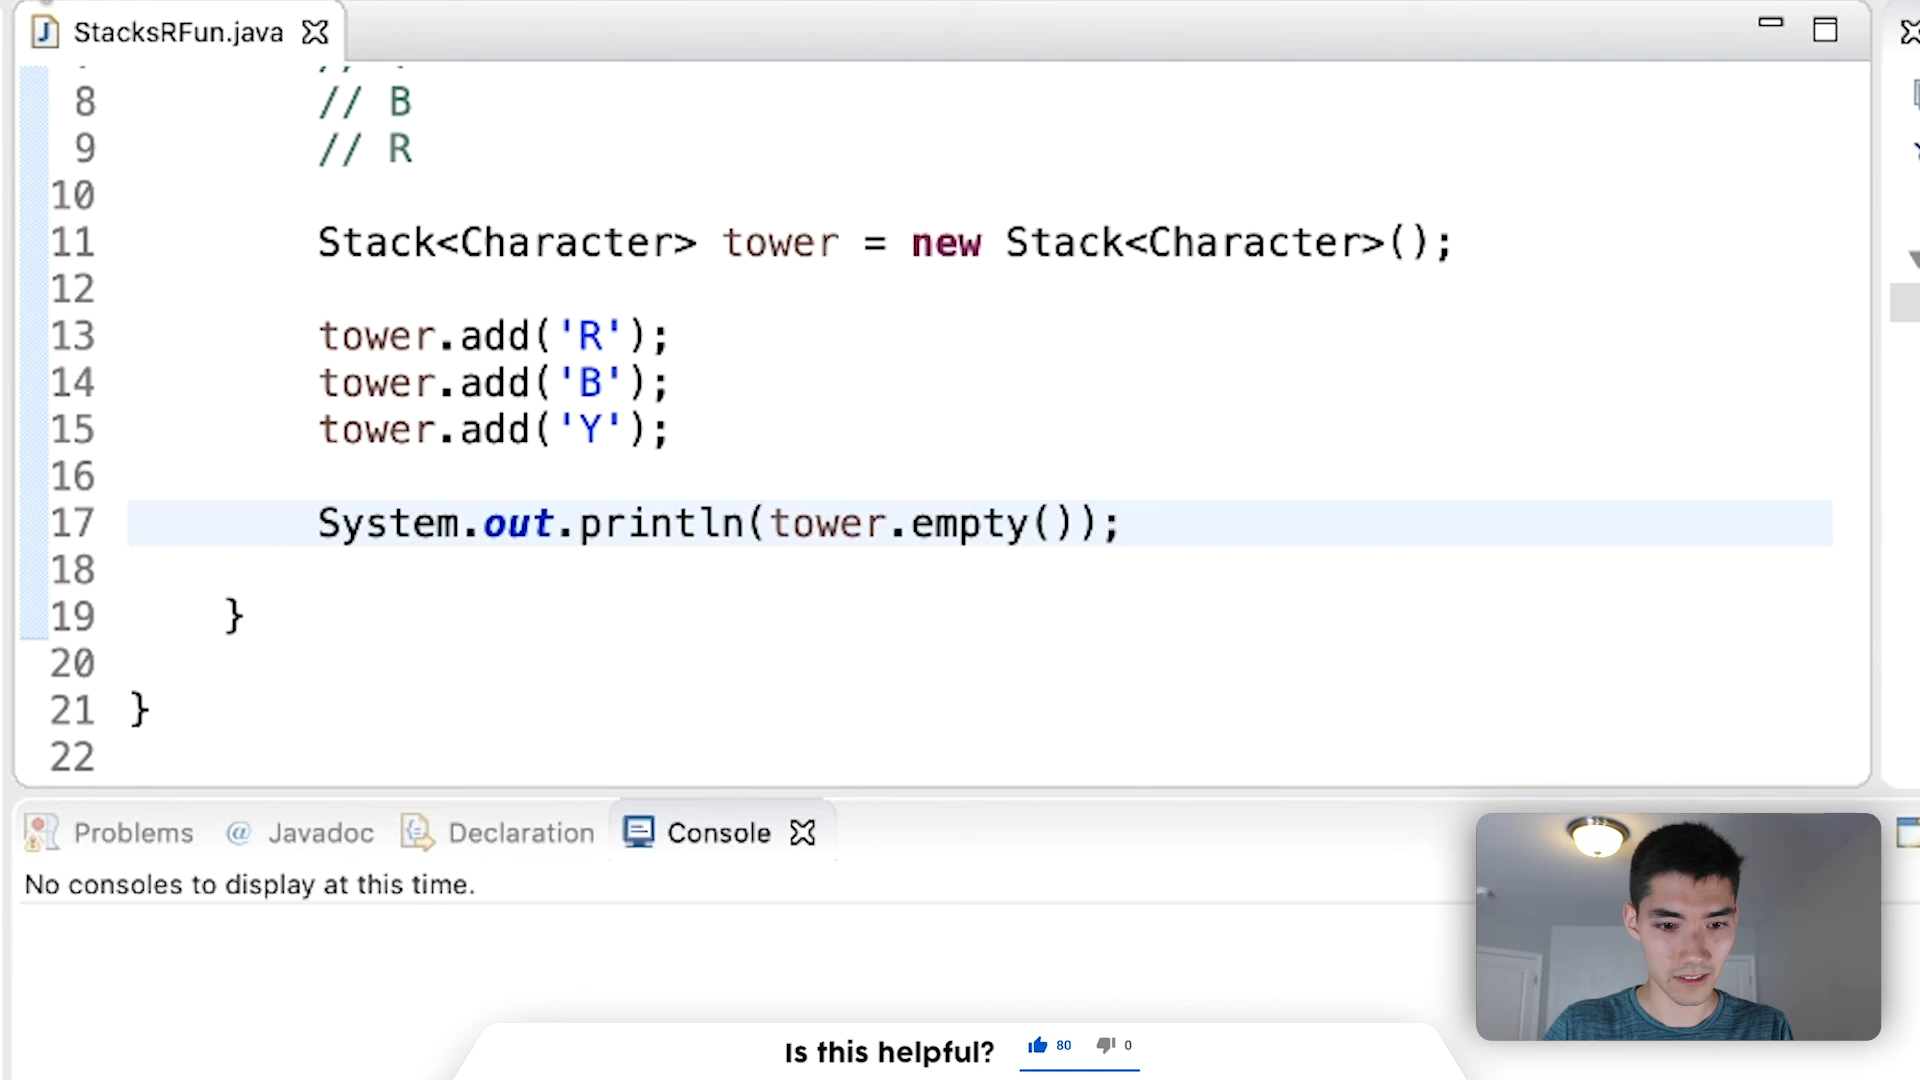 StacksRFun.java
8 // B
9 // R
10
11 Stack<Character> tower = new Stack<Character>();
12
13 tower.add('R');
14 tower.add('B');
15 tower.add('Y');
16
17 System.out.println(tower.empty());
18
19 }
20
21 }
22
Problems @ Javadoc Declaration Console
No consoles to display at this time.
Is this helpful? 80 0